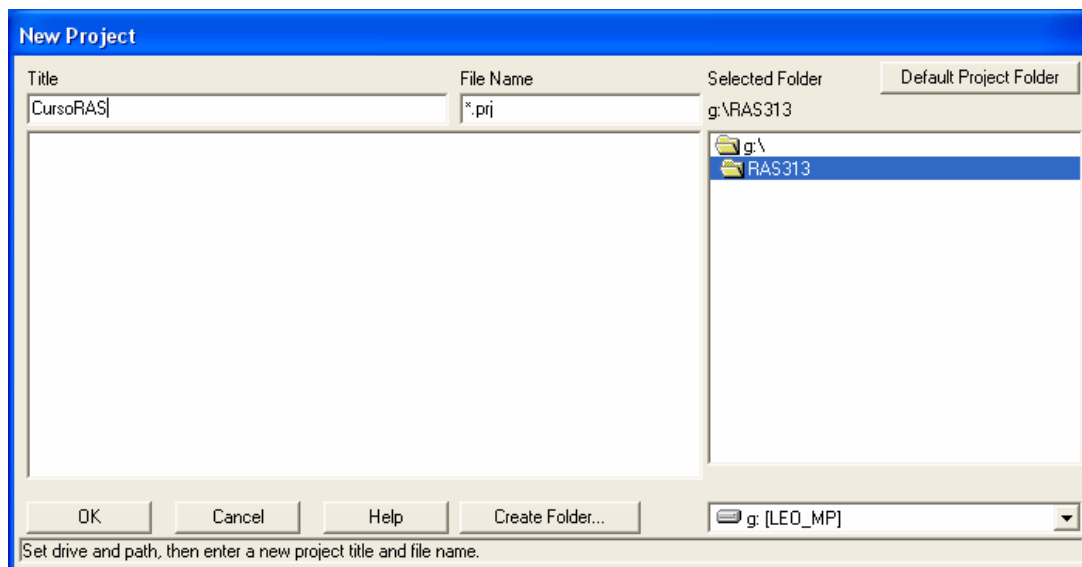 New Project
Title
File Name
Selected Folder
Default Project Folder
CursoRAS
*.prj
g:\RAS313
g:\
RAS313
OK
Cancel
Help
Create Folder...
g: [LEO_MP]
Set drive and path, then enter a new project title and file name.